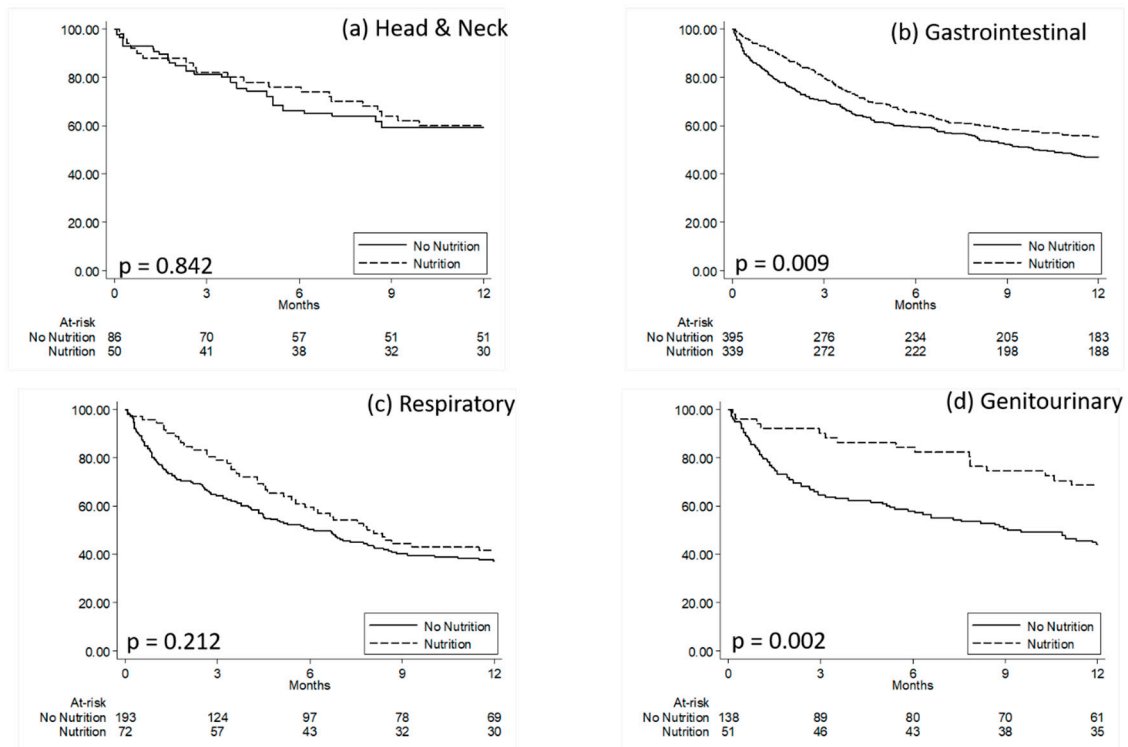 (a) Head & Neck
100.00
80.00
60.00
40.00
20.00
0.00
No Nutrition
Nutrition
p = 0.842
0 3 6 9 12
Months
At-risk
No Nutrition 86 70 57 51 51
Nutrition 50 41 38 32 30
(b) Gastrointestinal
100.00
80.00
60.00
40.00
20.00
0.00
No Nutrition
Nutrition
p = 0.009
0 3 6 9 12
Months
At-risk
No Nutrition 395 276 234 205 183
Nutrition 339 272 222 198 188
(c) Respiratory
100.00
80.00
60.00
40.00
20.00
0.00
No Nutrition
Nutrition
p = 0.212
0 3 6 9 12
Months
At-risk
No Nutrition 193 124 97 78 69
Nutrition 72 57 43 32 30
(d) Genitourinary
100.00
80.00
60.00
40.00
20.00
0.00
No Nutrition
Nutrition
p = 0.002
0 3 6 9 12
Months
At-risk
No Nutrition 138 89 80 70 61
Nutrition 51 46 43 38 35